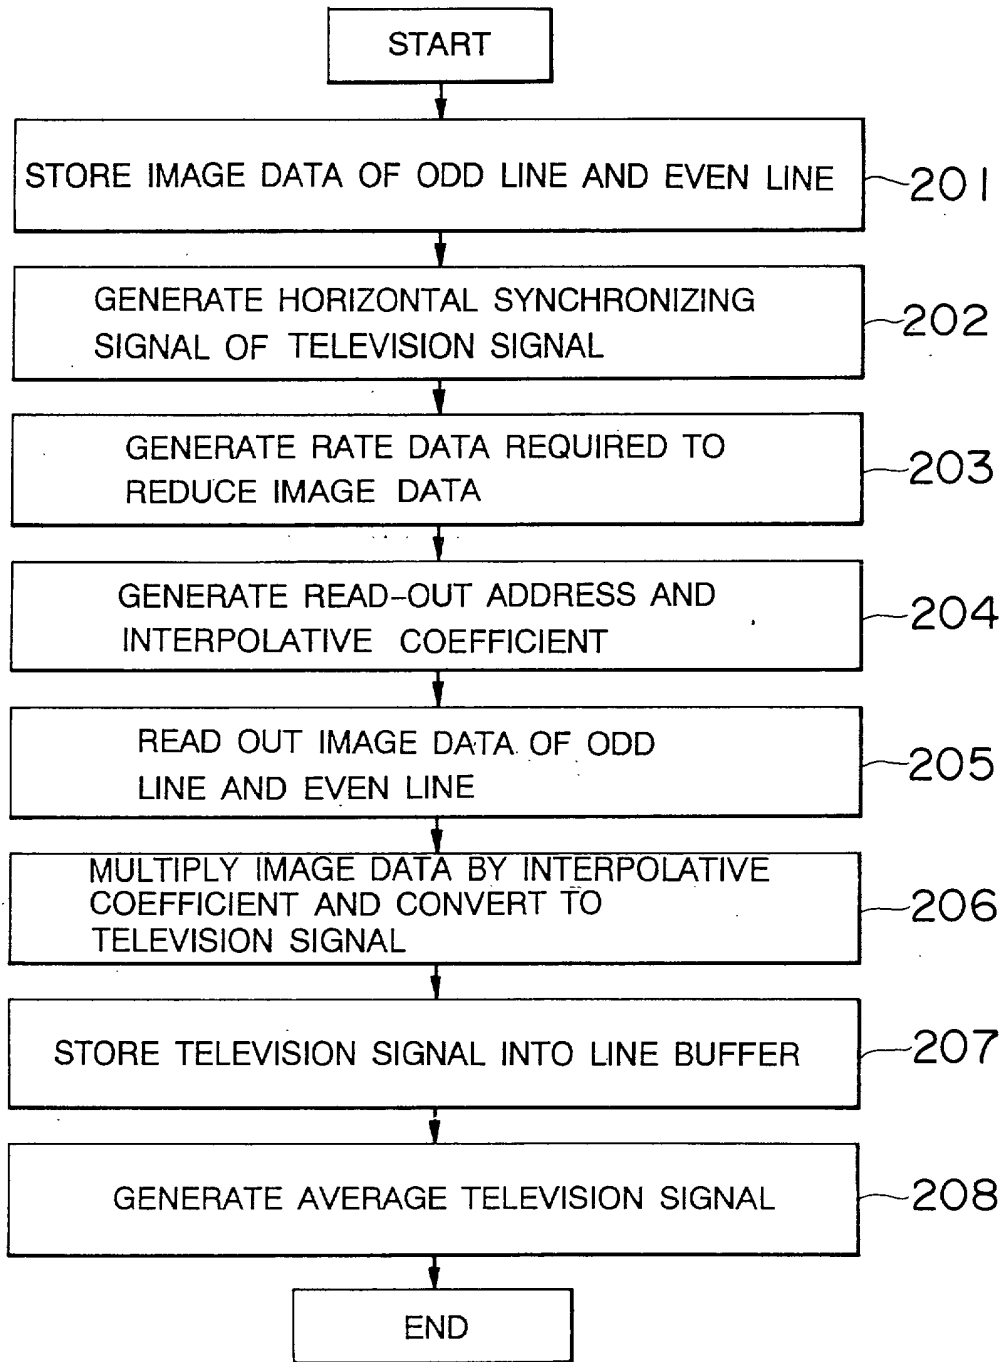 START
STORE IMAGE DATA OF ODD LINE AND EVEN LINE
201
GENERATE HORIZONTAL SYNCHRONIZING
SIGNAL OF TELEVISION SIGNAL
202
GENERATE RATE DATA REQUIRED TO
REDUCE IMAGE DATA
203
GENERATE READ-OUT ADDRESS AND
INTERPOLATIVE COEFFICIENT
204
READ OUT IMAGE DATA OF ODD
LINE AND EVEN LINE
205
MULTIPLY IMAGE DATA BY INTERPOLATIVE
COEFFICIENT AND CONVERT TO
TELEVISION SIGNAL
206
STORE TELEVISION SIGNAL INTO LINE BUFFER
207
GENERATE AVERAGE TELEVISION SIGNAL
208
END